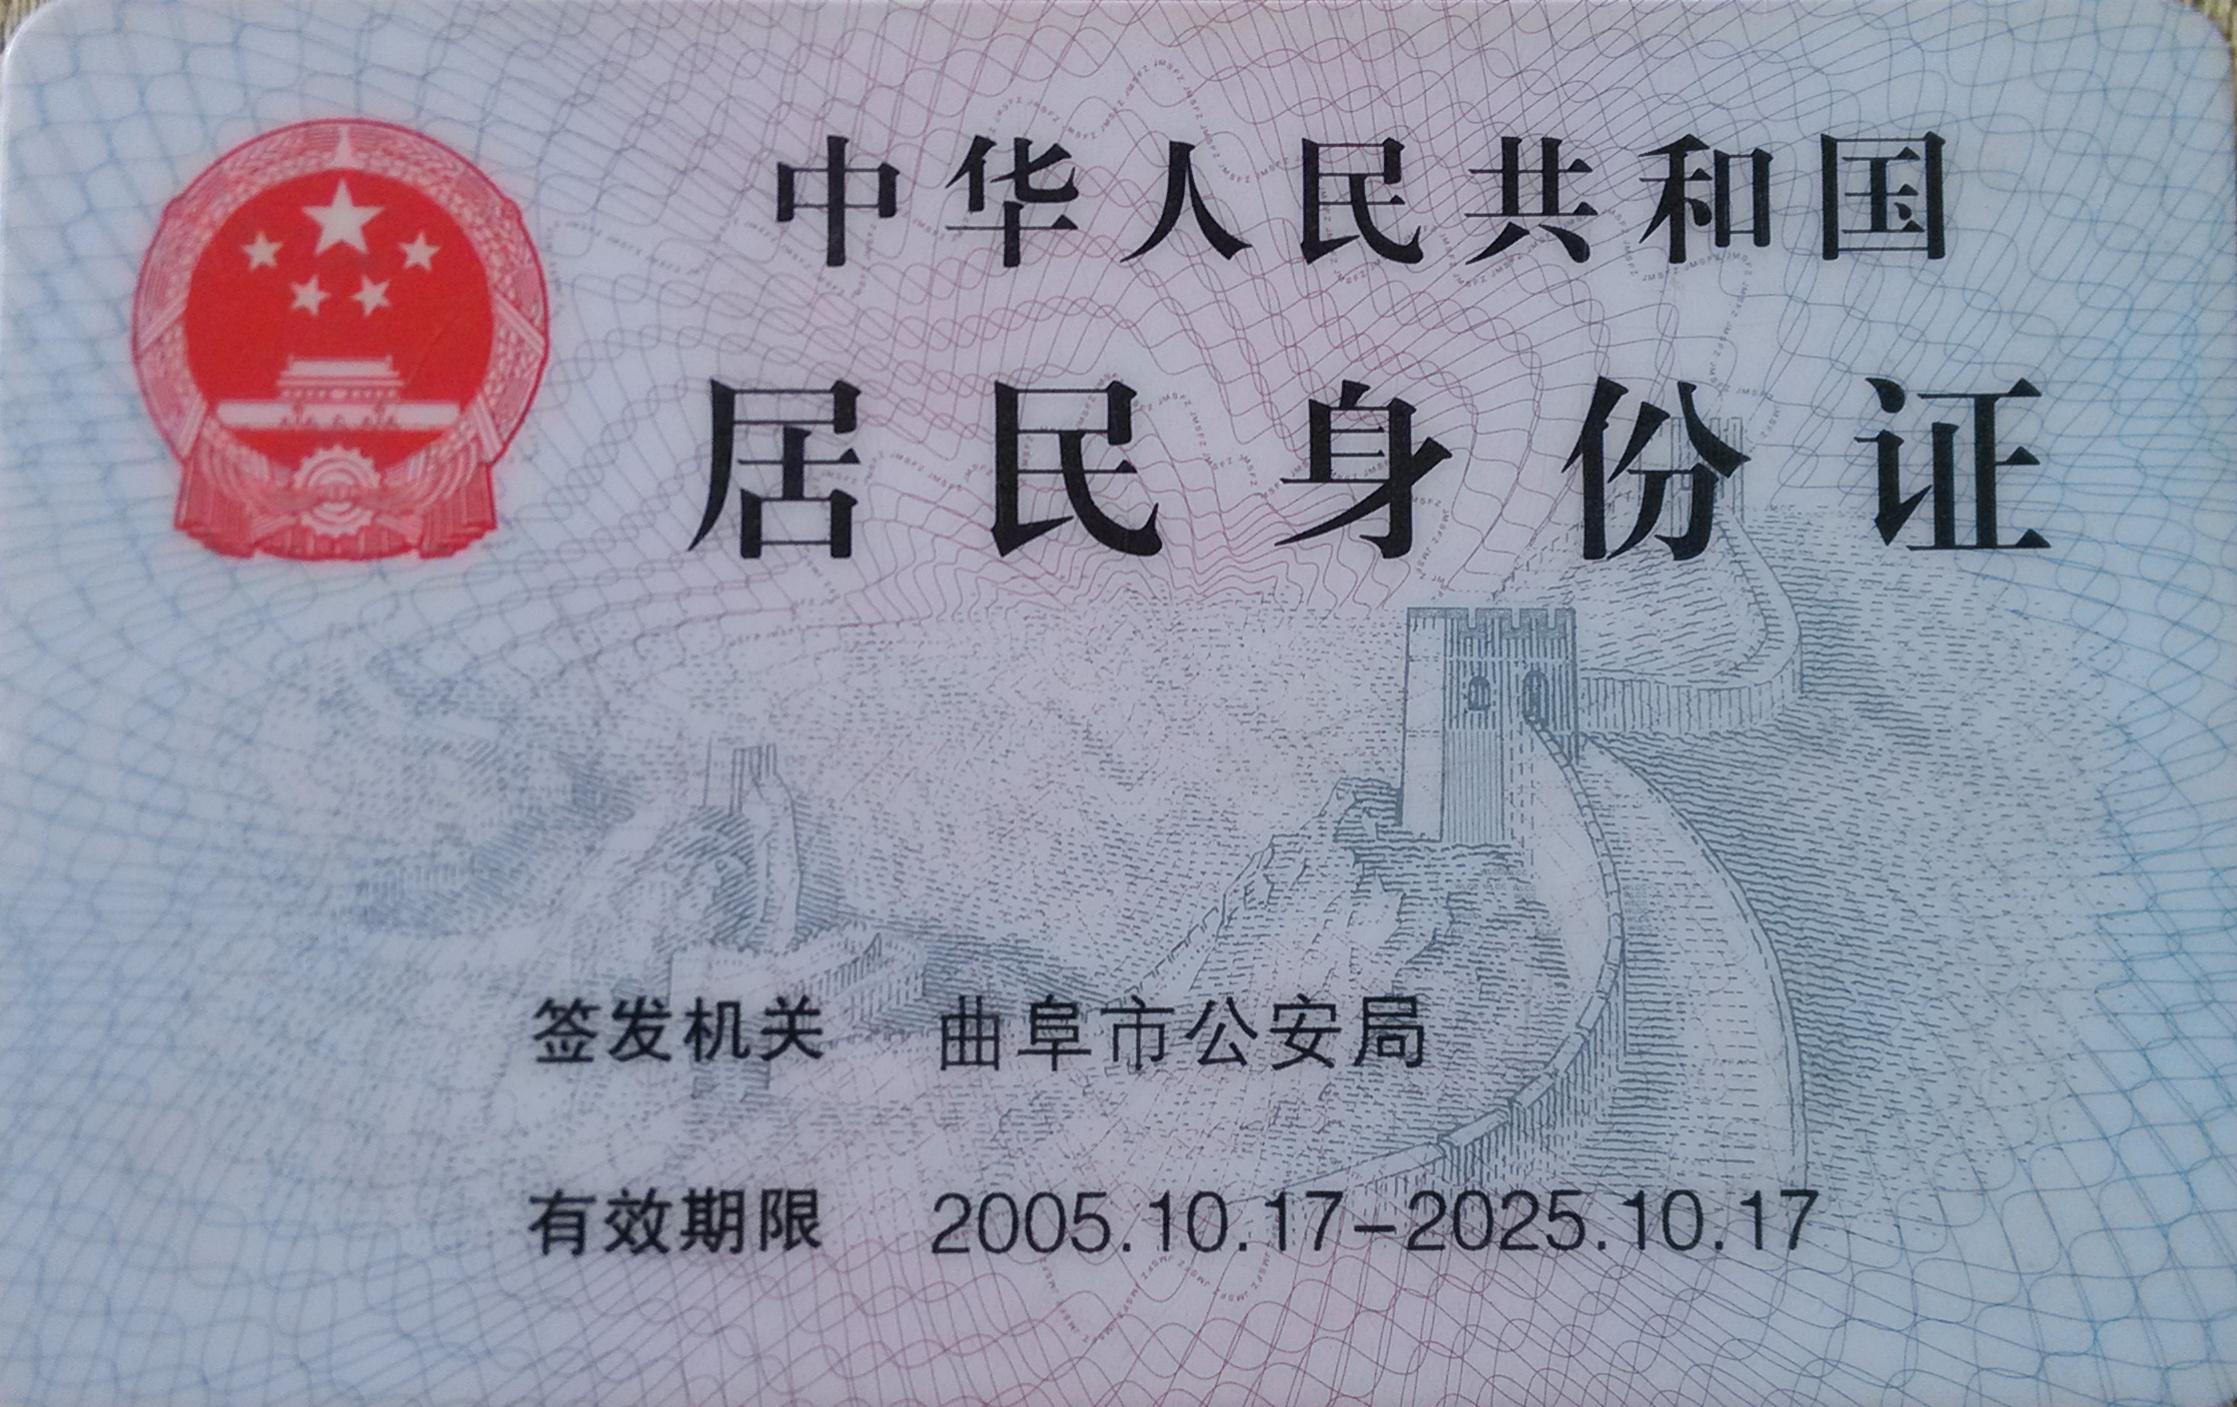 中华人民共和国
居民身份证
签发机关 曲阜市公安局
有效期限 2005.10.17-2025.10.17